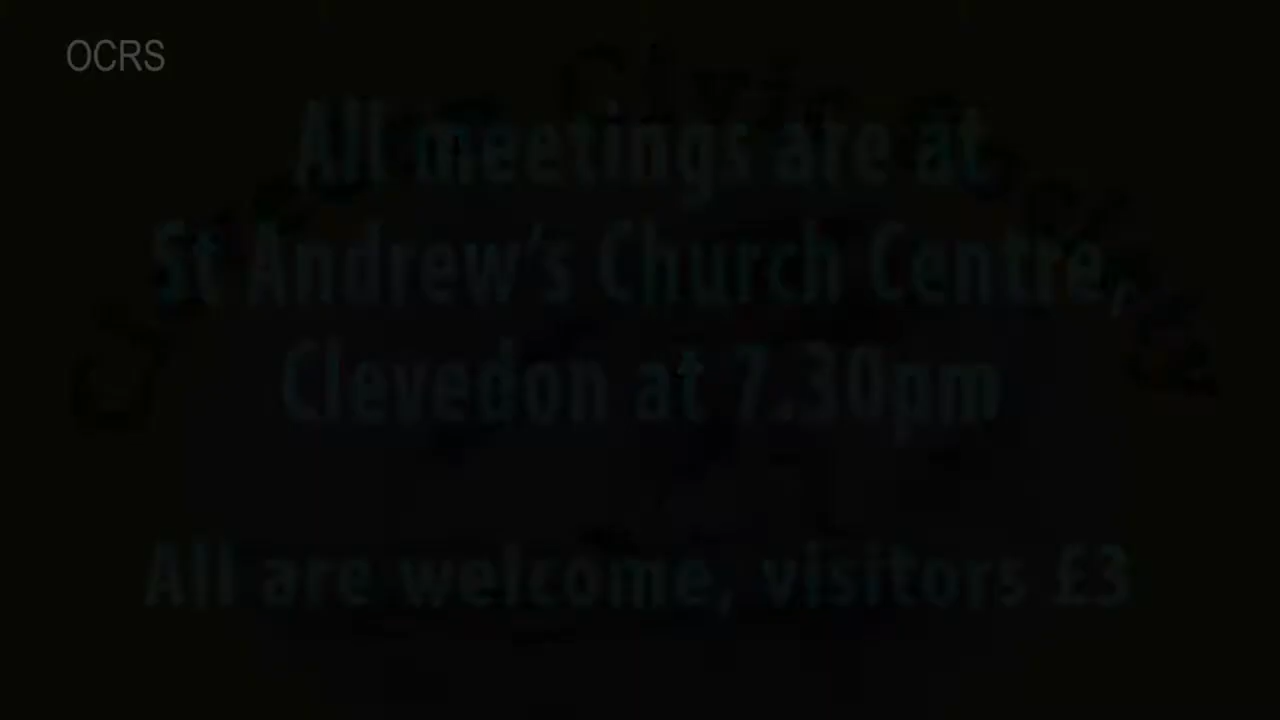 OCRS
All meetings are at
St Andrew's Church Centre,
Clevedon at 7.30pm
All are welcome, visitors £3